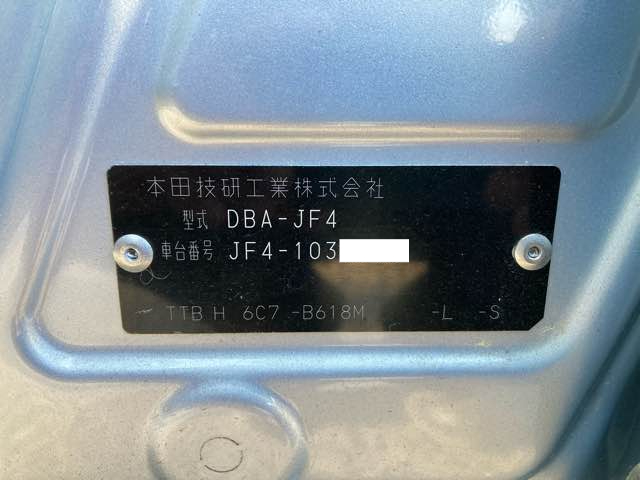 本田技研工業株式会社
型式 DBA-JF4
車台番号 JF4-103
TTB H 6C7 -B618M -L -S